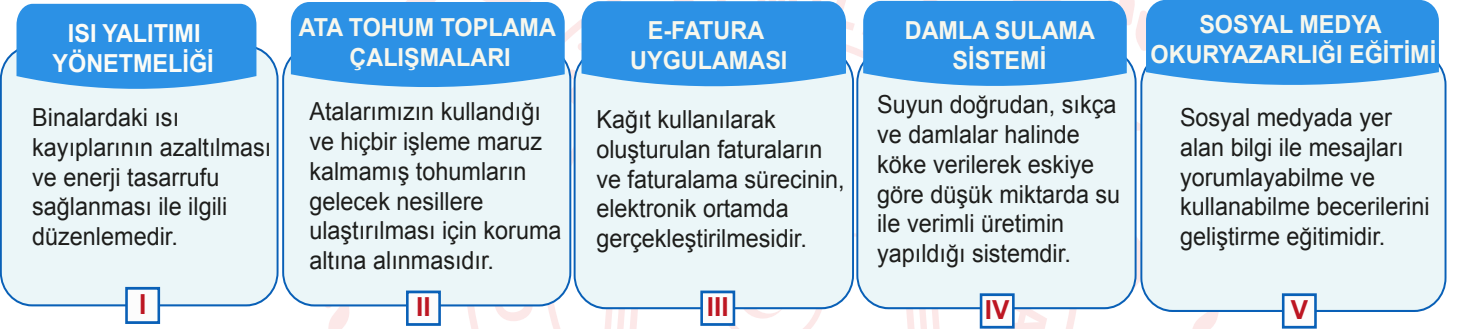 ISI YALITIMI
YÖNETMELİĞİ
Binalardaki ısı
kayıplarının azaltılması
ve enerji tasarrufu
sağlanması ile ilgili
düzenlemedir.
I
ATA TOHUM TOPLAMA
ÇALIŞMALARI
Atalarımızın kullandığı
ve hiçbir işleme maruz
kalmamış tohumların
gelecek nesillere
ulaştırılması için koruma
altına alınmasıdır.
II
E-FATURA
UYGULAMASI
Kağıt kullanılarak
oluşturulan faturaların
ve faturalama sürecinin,
elektronik ortamda
gerçekleştirilmesidir.
III
DAMLA SULAMA
SİSTEMİ
Suyun doğrudan, sıkça
ve damlalar halinde
köke verilerek eskiye
göre düşük miktarda su
ile verimli üretimin
yapıldığı sistemdir.
IV
SOSYAL MEDYA
OKURYAZARLIĞI EĞİTİMİ
Sosyal medyada yer
alan bilgi ile mesajları
yorumlayabilme ve
kullanabilme becerilerini
geliştirme eğitimidir.
V